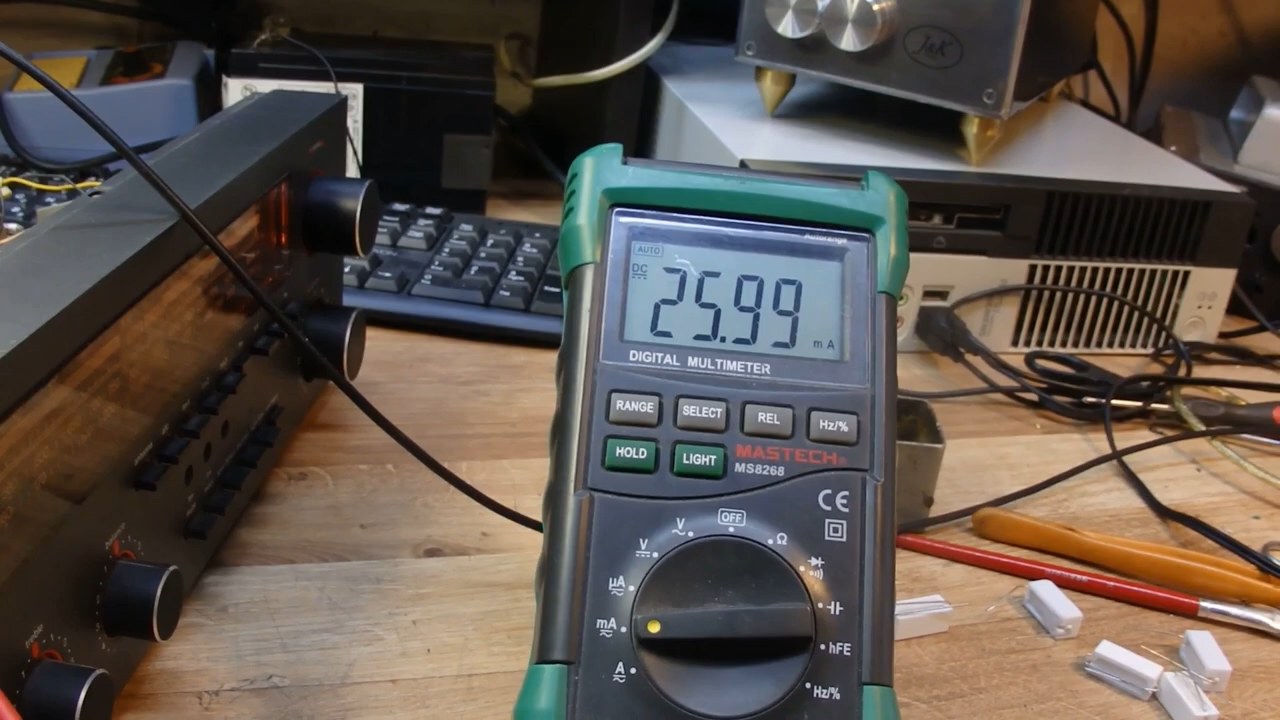 J&K
Autorange
AUTO
DC
25.99
mA
DIGITAL MULTIMETER
RANGE
SELECT
REL
Hz/%
HOLD
LIGHT
MASTECH®
MS8268
CE
OFF
V
V
Ω
µA
mA
hFE
A
Hz/%